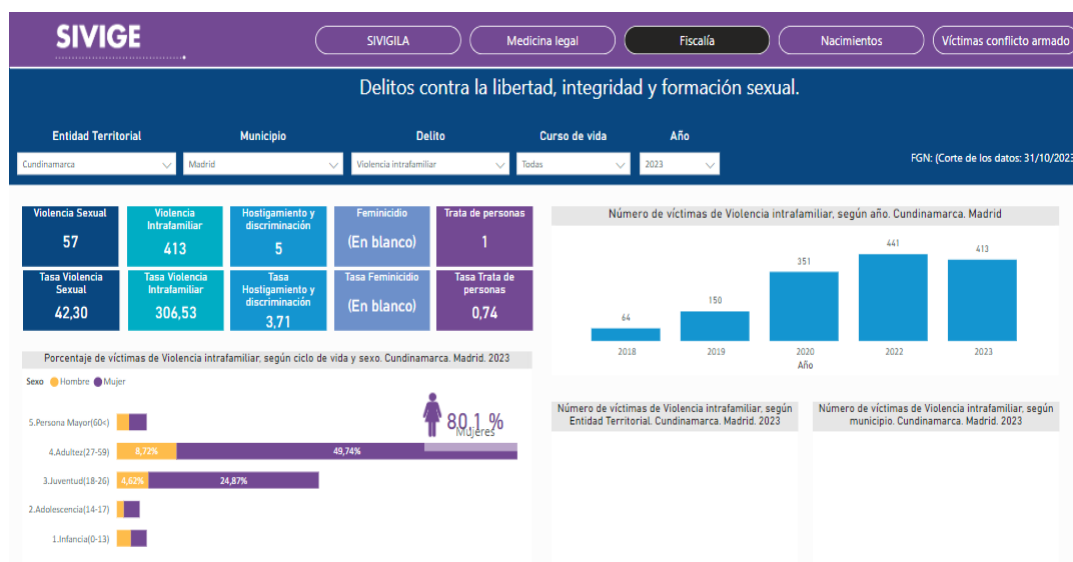 SIVIGE
SIVIGILA
Medicina legal
Fiscalía
Nacimientos
Víctimas conflicto armado
Delitos contra la libertad, integridad y formación sexual.
Entidad Territorial
Municipio
Delito
Curso de vida
Año
Cundinamarca
Madrid
Violencia intrafamiliar
Todas
2023
FGN: (Corte de los datos: 31/10/2023
Violencia Sexual
57
Violencia
Intrafamiliar
413
Hostigamiento y
discriminación
5
Feminicidio
(En blanco)
Trata de personas
1
Tasa Violencia
Sexual
42,30
Tasa Violencia
Intrafamiliar
306,53
Tasa
Hostigamiento y
discriminación
3,71
Tasa Feminicidio
(En blanco)
Tasa Trata de
personas
0,74
Número de víctimas de Violencia intrafamiliar, según año. Cundinamarca. Madrid
64
150
351
441
413
2018
2019
2020
2022
2023
Año
Porcentaje de víctimas de Violencia intrafamiliar, según ciclo de vida y sexo. Cundinamarca. Madrid. 2023
Sexo
Hombre
Mujer
80,1 %
Mujeres
5.Persona Mayor(60<)
4.Adultez(27-59)
8,72%
49,74%
3.Juventud(18-26)
4,62%
24,87%
2.Adolescencia(14-17)
1.Infancia(0-13)
Número de víctimas de Violencia intrafamiliar, según
Entidad Territorial. Cundinamarca. Madrid. 2023
Número de víctimas de Violencia intrafamiliar, según
municipio. Cundinamarca. Madrid. 2023